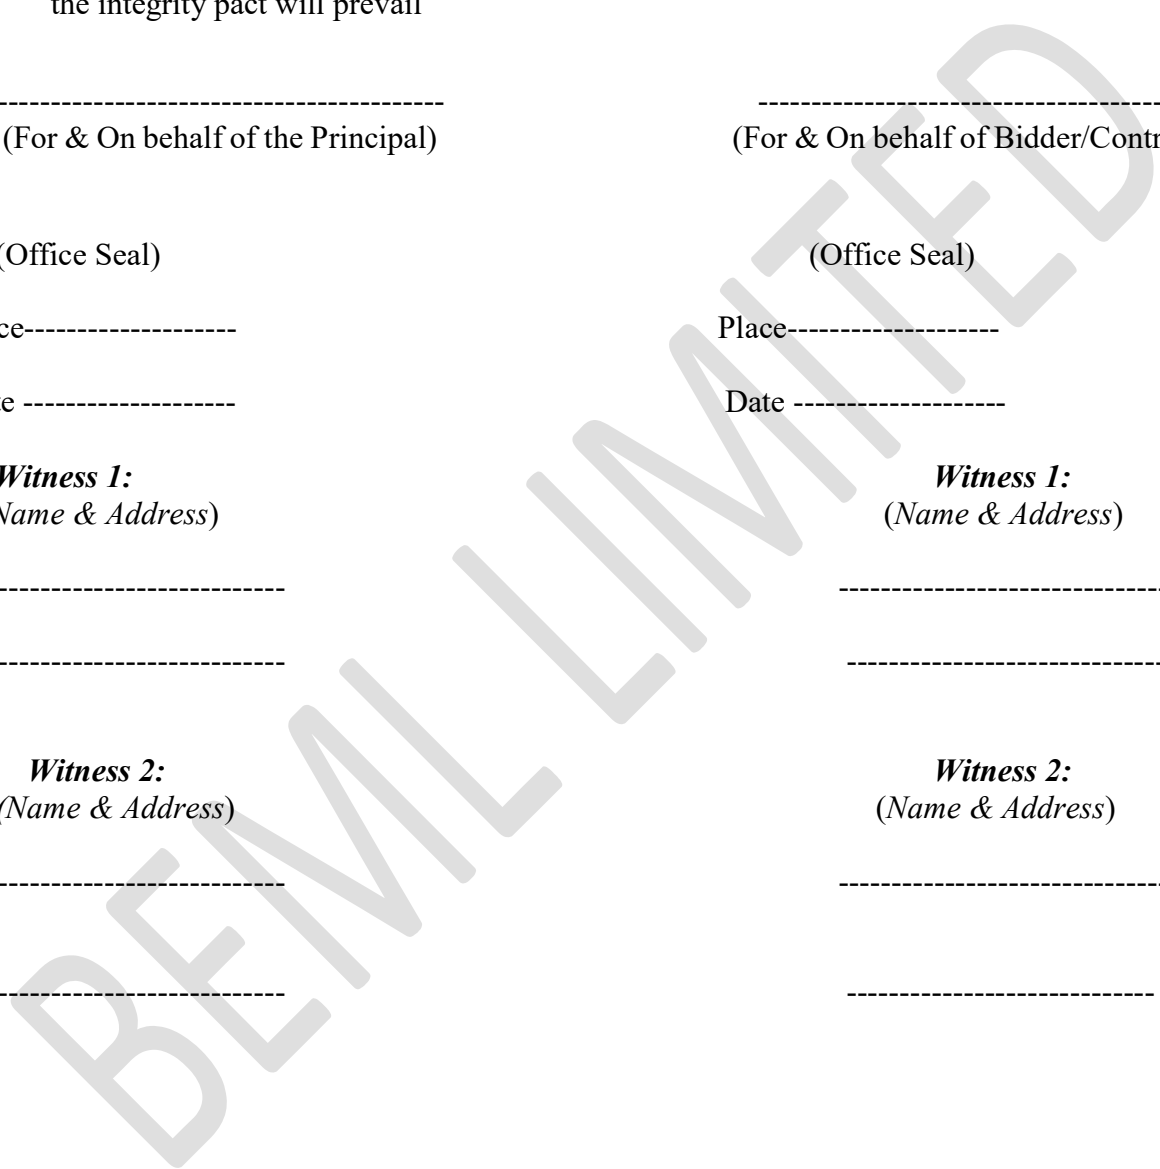 the integrity pact will prevail
------------------------------------------ ---------------------------------------
(For & On behalf of the Principal) (For & On behalf of Bidder/Contr
(Office Seal) (Office Seal)
ce-------------------- Place--------------------
te -------------------- Date --------------------
Witness 1: Witness 1:
Name & Address) (Name & Address)
--------------------------- -------------------------------
--------------------------- ------------------------------
Witness 2: Witness 2:
(Name & Address) (Name & Address)
--------------------------- -------------------------------
--------------------------- -----------------------------
BEML LIMITED